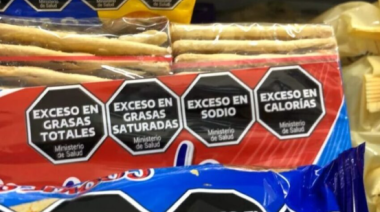 EXCESO EN
GRASAS
TOTALES
Ministerio
de Salud
EXCESO EN
GRASAS
SATURADAS
Ministerio
de Salud
EXCESO EN
SODIO
Ministerio
de Salud
EXCESO EN
CALORÍAS
Ministerio
de Salud